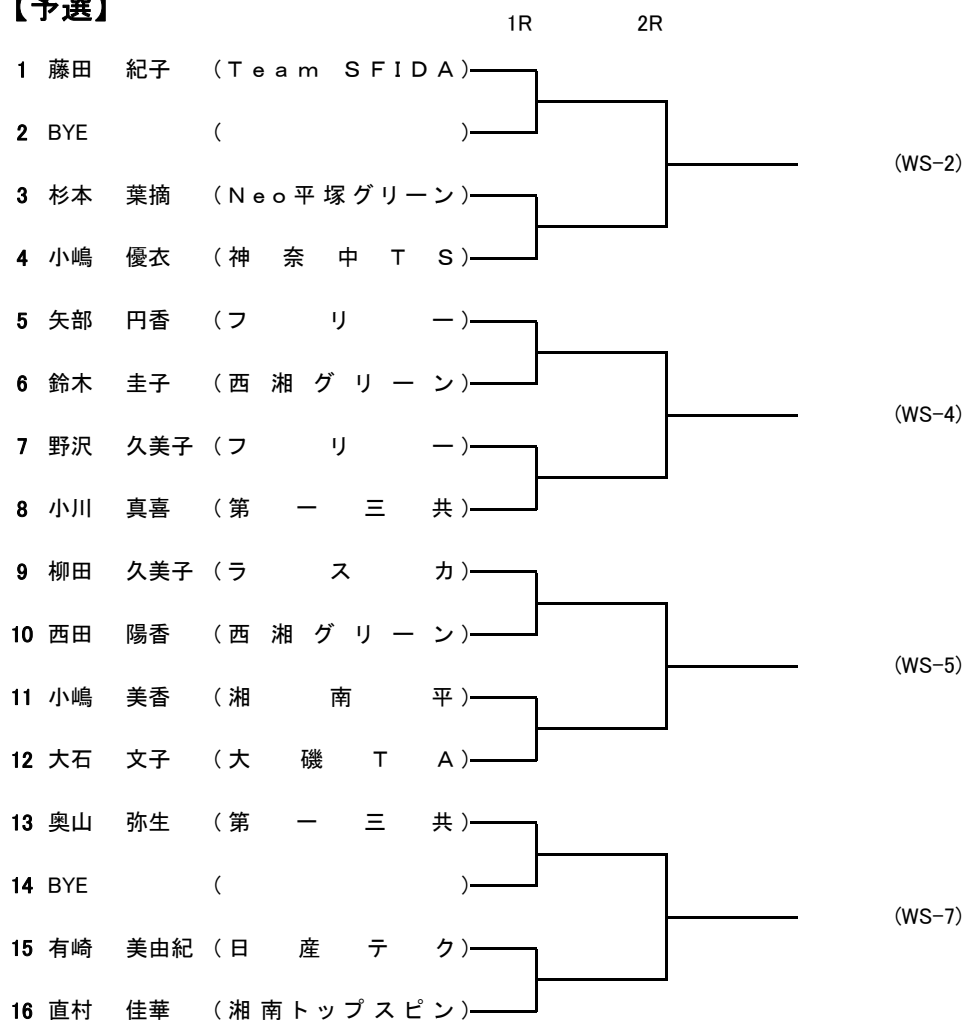 【予選】
1R 2R
1 藤田 紀子 (Team SFIDA)
2 BYE ( )
(WS-2)
3 杉本 葉摘 (Neo平塚グリーン)
4 小嶋 優衣 (神奈中TS)
5 矢部 円香 (フリー)
6 鈴木 圭子 (西湘グリーン)
(WS-4)
7 野沢 久美子 (フリー)
8 小川 真喜 (第一三共)
9 柳田 久美子 (ラスカ)
10 西田 陽香 (西湘グリーン)
(WS-5)
11 小嶋 美香 (湘南平)
12 大石 文子 (大磯TA)
13 奥山 弥生 (第一三共)
14 BYE ( )
(WS-7)
15 有崎 美由紀 (日産テク)
16 直村 佳華 (湘南トップスピン)